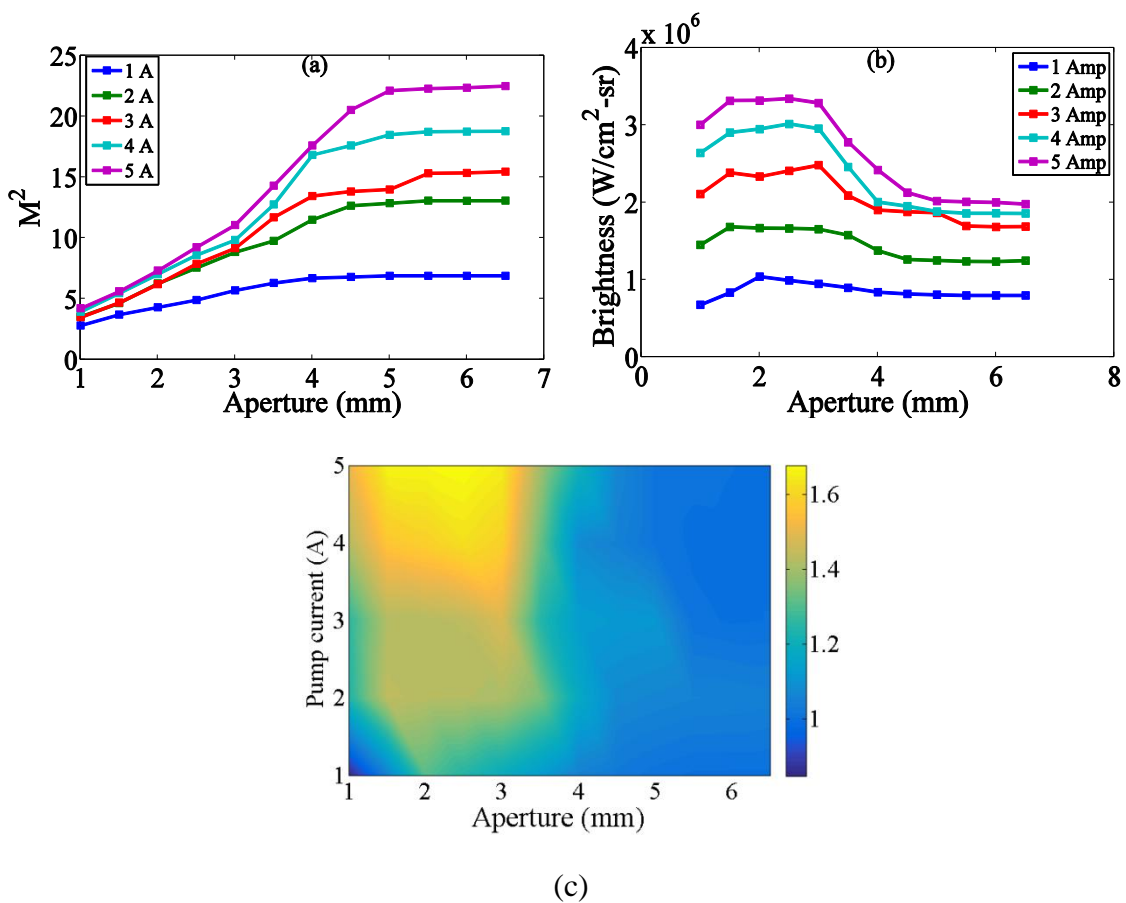 (a)
25
20
15
10
5
0
M²
1 A
2 A
3 A
4 A
5 A
1 2 3 4 5 6 7
Aperture (mm)
x 10⁶
(b)
4
3
2
1
0
Brightness (W/cm²-sr)
1 Amp
2 Amp
3 Amp
4 Amp
5 Amp
0 2 4 6 8
Aperture (mm)
5
4
3
2
1
Pump current (A)
1 2 3 4 5 6
Aperture (mm)
1.6
1.4
1.2
1
(c)